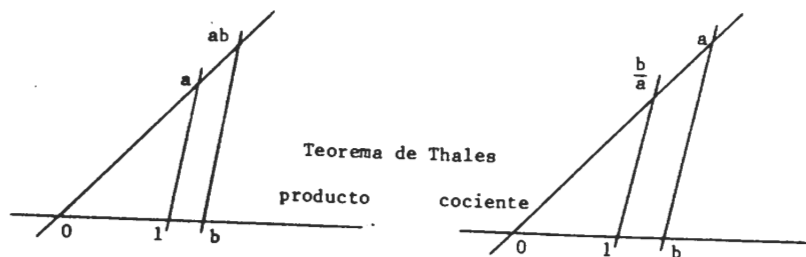 ab
a
0 1 b
Teorema de Thales
producto cociente
a
b
a
0 1 b